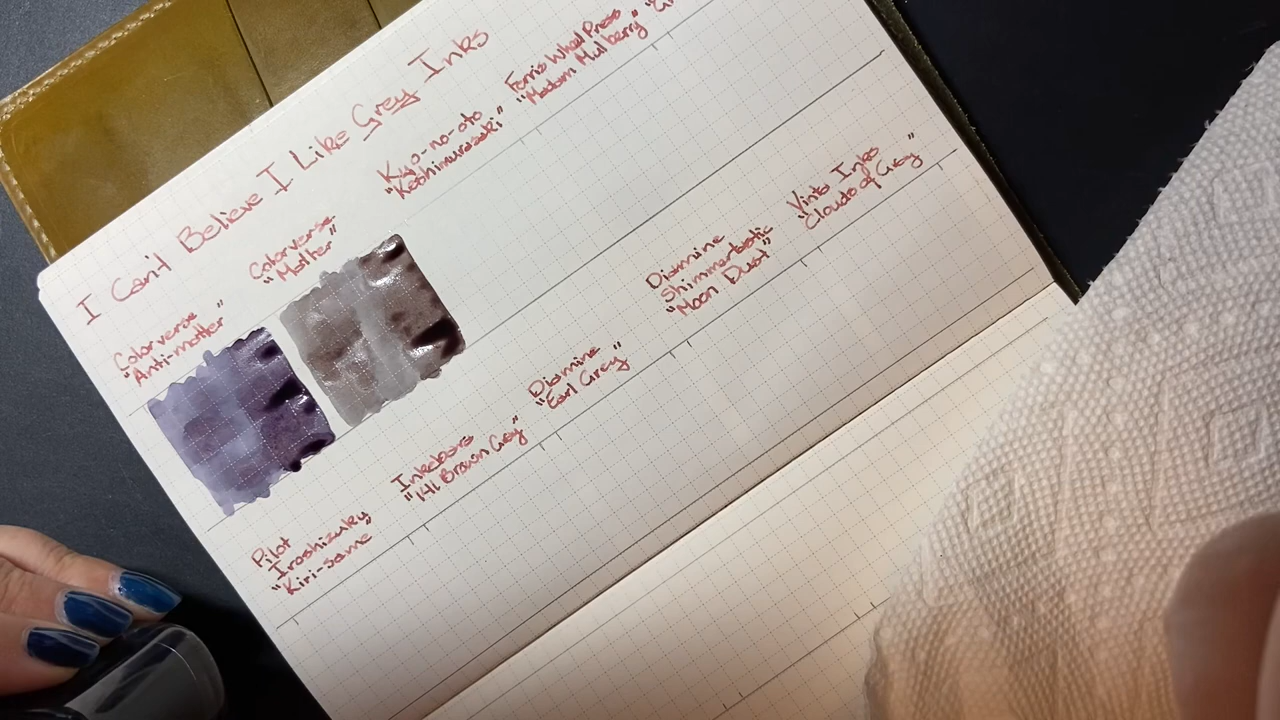 I Can't Believe I Like Grey Inks
Colorverse
"Anti-matter"
Colorverse
"Matter"
Kyo-no-oto
"Keshimurasaki"
Ferris Wheel Press
"Madam Mulberry"
Pilot
Iroshizuku
"Kiri-same"
Inkebara
"141 Brown Grey"
Diamine
"Earl Grey"
Diamine
Shimmertastic
"Moon Dust"
Vinta Inks
"Clouds of Grey"